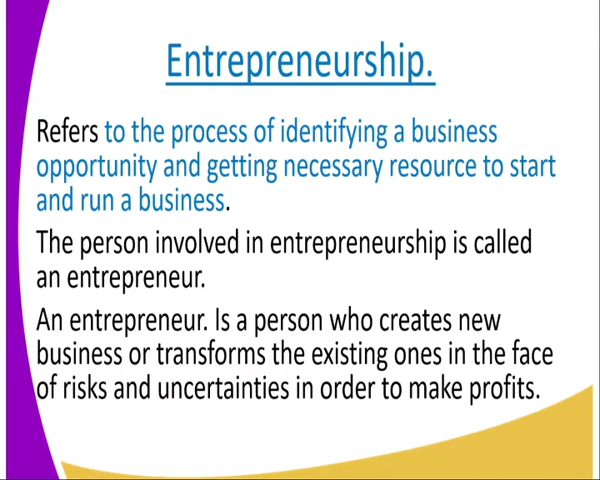 Entrepreneurship.
Refers to the process of identifying a business
opportunity and getting necessary resource to start
and run a business.
The person involved in entrepreneurship is called
an entrepreneur.
An entrepreneur. Is a person who creates new
business or transforms the existing ones in the face
of risks and uncertainties in order to make profits.